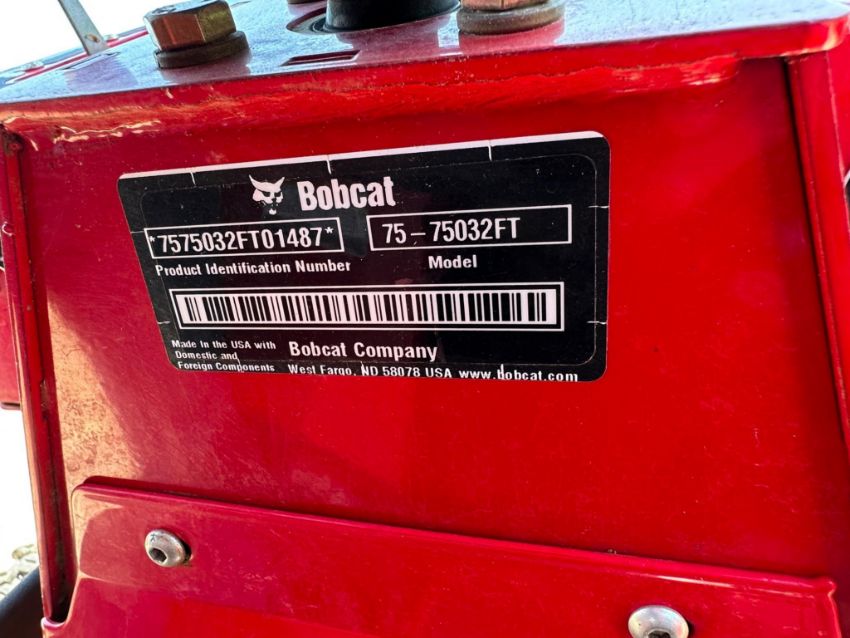 Bobcat
*7575032FT01487* 75-75032FT
Product Identification Number Model
Made in the USA with
Domestic and
Foreign Components
Bobcat Company
West Fargo, ND 58078 USA www.bobcat.com